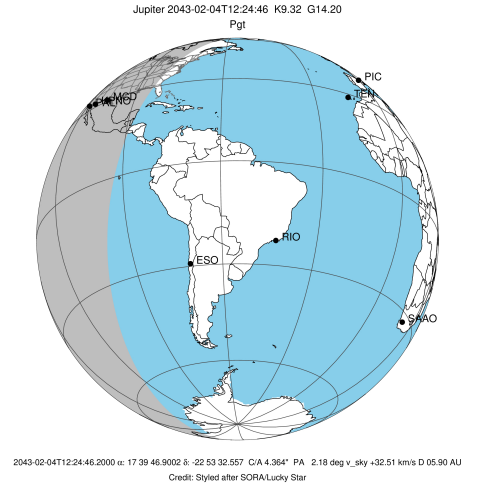 Jupiter 2043-02-04T12:24:46 K9.32 G14.20
Pgt
PIC
TEN
MCD
RIO
ESO
SAAO
2043-02-04T12:24:46.2000 α: 17 39 46.9002 δ: -22 53 32.557 C/A 4.364" PA 2.18 deg v_sky +32.51 km/s D 05.90 AU
Credit: Styled after SORA/Lucky Star